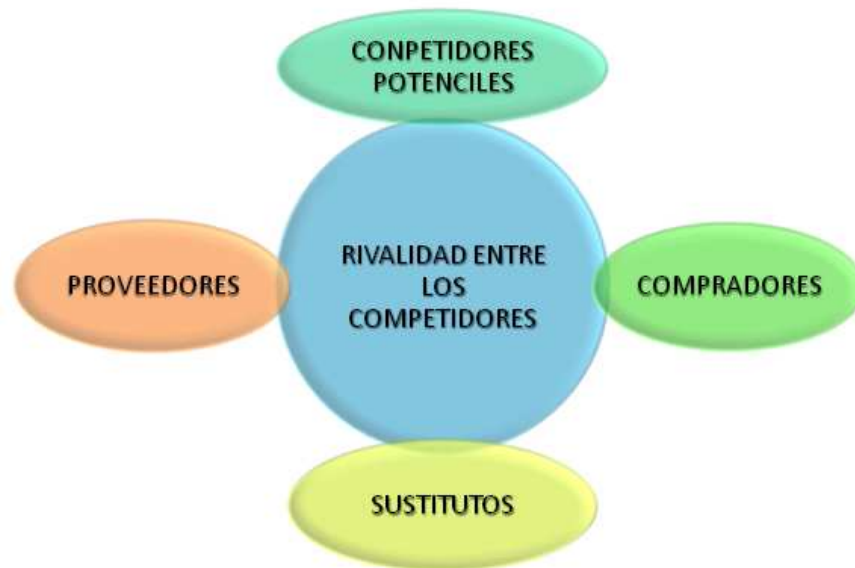 CONPETIDORES
POTENCILES
RIVALIDAD ENTRE
LOS
COMPETIDORES
PROVEEDORES
COMPRADORES
SUSTITUTOS